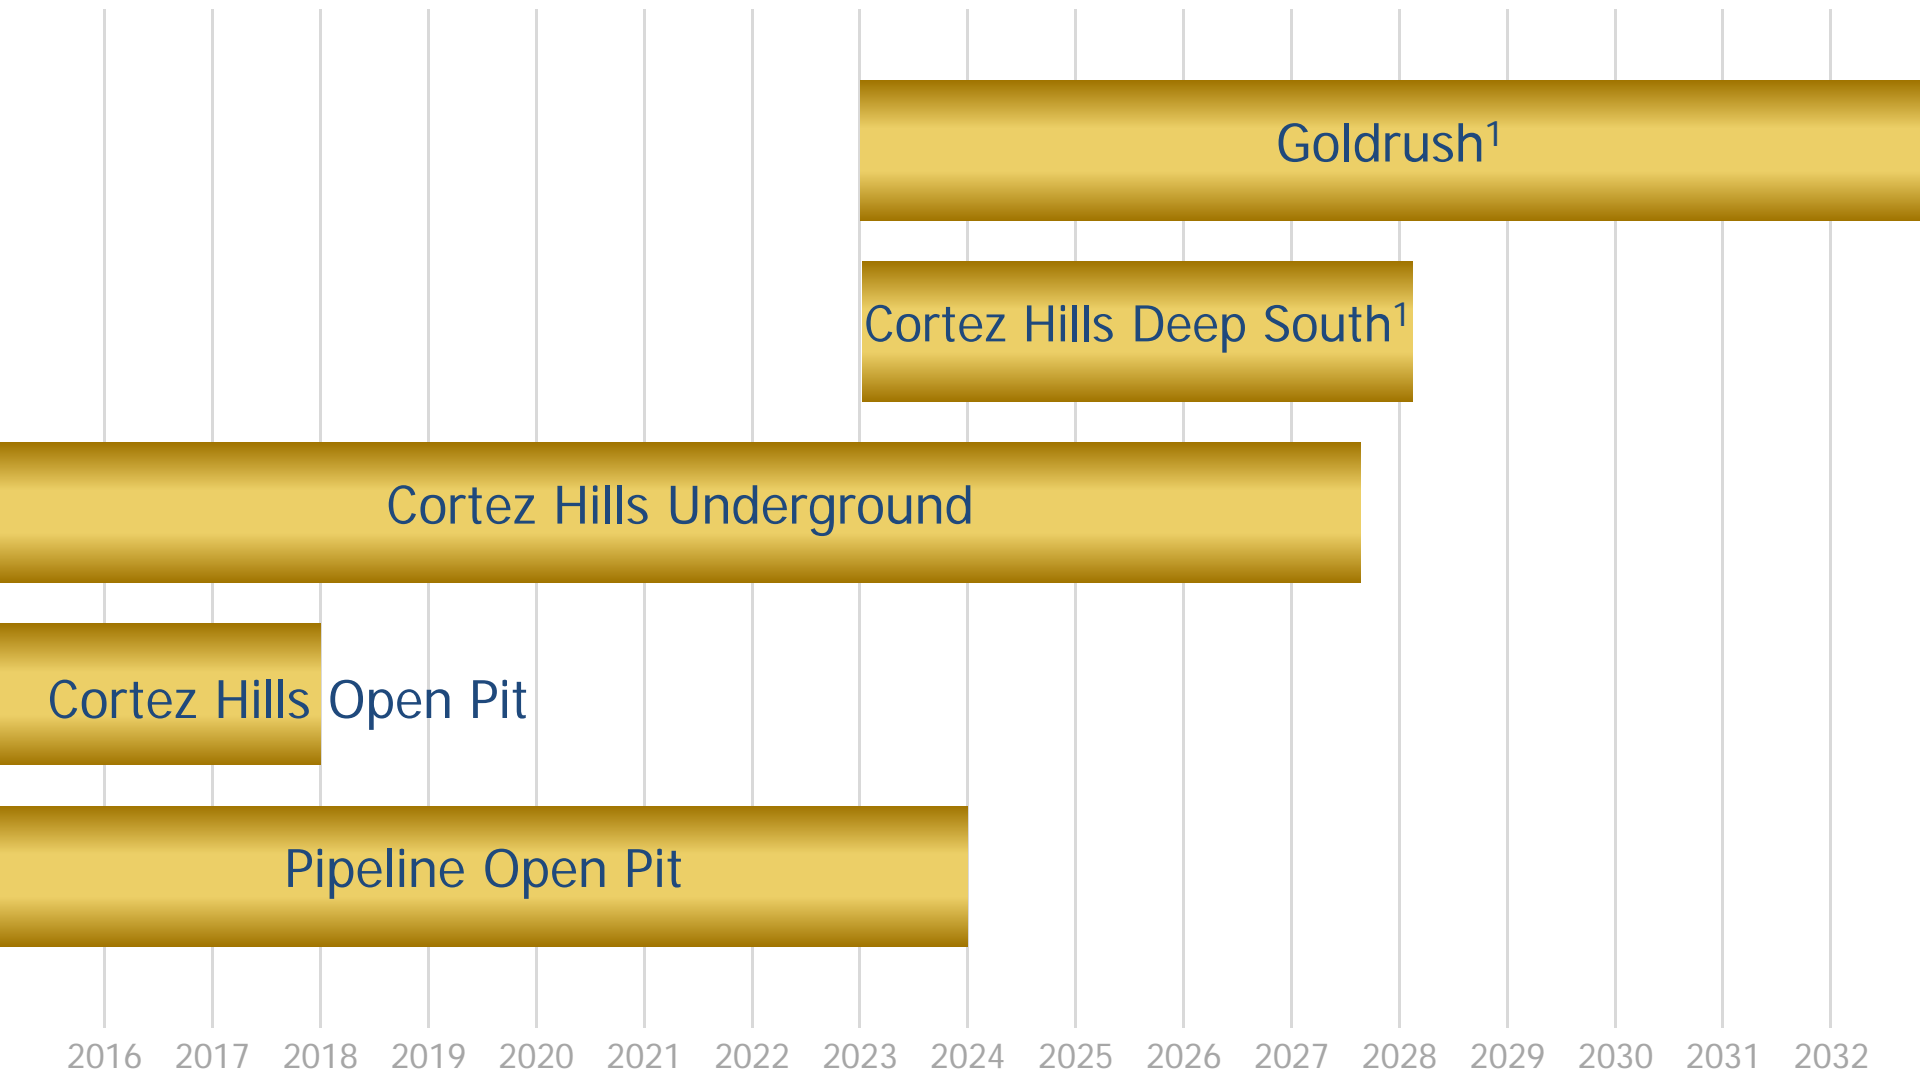 Goldrush¹
Cortez Hills Deep South¹
Cortez Hills Underground
Cortez Hills Open Pit
Pipeline Open Pit
2016 2017 2018 2019 2020 2021 2022 2023 2024 2025 2026 2027 2028 2029 2030 2031 2032